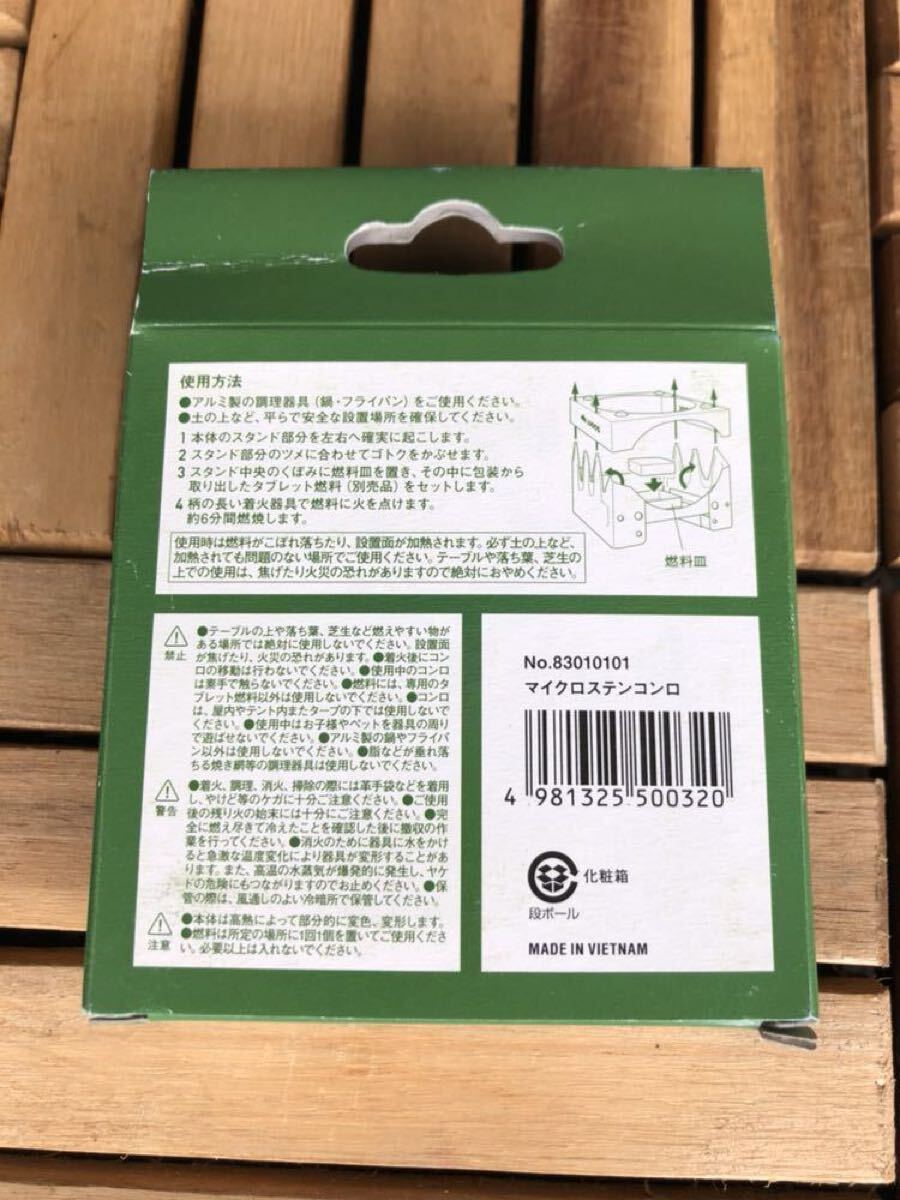 使用方法
●アルミ製の調理器具（鍋・フライパン）をご使用ください。
●土の上など、平らで安全な設置場所を確保してください。
1 本体のスタンド部分を左右へ確実に起こします。
2 スタンド部分のツメに合わせてゴトクをかぶせます。
3 スタンド中央のくぼみに燃料皿を置き、その中に包装から
取り出したタブレット燃料（別売品）をセットします。
4 柄の長い着火器具で燃料に火を点けます。
約6分間燃焼します。
使用時は燃料がこぼれ落ちたり、設置面が加熱されます。必ず土の上など、
加熱されても問題のない場所でご使用ください。テーブルや落ち葉、芝生の
上での使用は、焦げたり火災の恐れがありますので絶対におやめください。
燃料皿
禁止
●テーブルの上や落ち葉、芝生など燃えやすい物が
ある場所では絶対に使用しないでください。設置面
が焦げたり、火災の恐れがあります。●着火後にコン
ロの移動は行わないでください。●使用中のコンロ
は素手で触らないでください。●燃料には、専用のタ
ブレット燃料以外は使用しないでください。●コンロ
は、屋内やテント内またタープの下では使用しないで
ください。●使用中はお子様やペットを器具の周り
で遊ばせないでください。●アルミ製の鍋やフライパ
ン以外は使用しないでください。●脂などが垂れ落
ちる焼き網等の調理器具は使用しないでください。
警告
●着火、調理、消火、掃除の際には革手袋などを着用
し、やけど等のケガに十分ご注意ください。●ご使用
後の残り火の始末には十分にご注意ください。●完
全に燃え尽きて冷えたことを確認した後に撤収の作
業を行ってください。●消火のために器具に水をかけ
ると急激な温度変化により器具が変形することがあ
ります。また、高温の水蒸気が爆発的に発生し、ヤケ
ドの危険にもつながりますのでお止めください。●保
管の際は、風通しのよい冷暗所で保管してください。
注意
●本体は高熱によって部分的に変色、変形します。
●燃料は所定の場所に1回1個を置いてご使用くださ
い。必要以上は入れないでください。
No.83010101
マイクロステンコンロ
4 981325 500320
化粧箱
段ボール
MADE IN VIETNAM